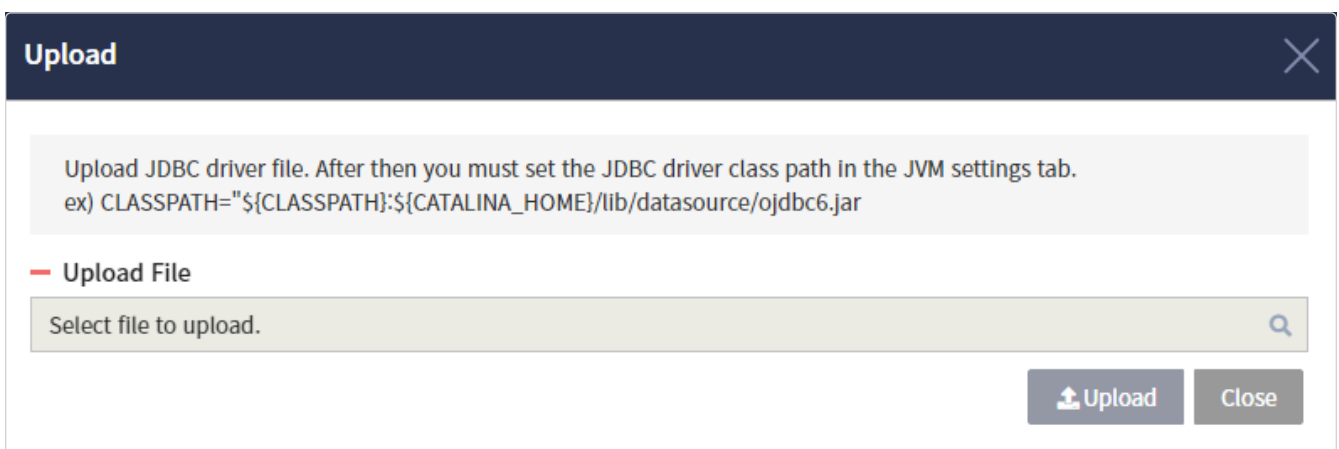 Upload
Upload JDBC driver file. After then you must set the JDBC driver class path in the JVM settings tab.
ex) CLASSPATH="${CLASSPATH}:${CATALINA_HOME}/lib/datasource/ojdbc6.jar
Upload File
Select file to upload.
Upload Close